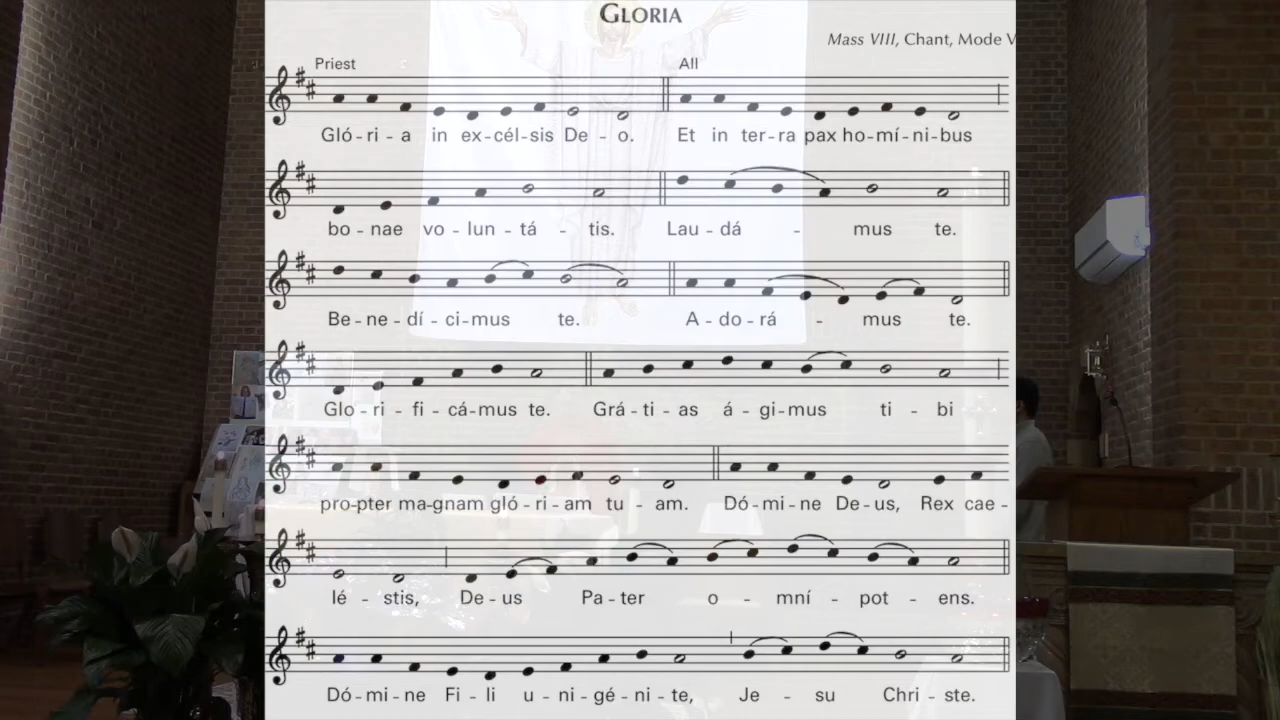 GLORIA
Mass VIII, Chant, Mode V
Priest All
Gló-ri-a in ex-cél-sis De-o. Et in ter-ra pax ho-mí-ni-bus
bo-nae vo-lun-tá-tis. Lau-dá-mus te.
Be-ne-dí-ci-mus te. A-do-rá-mus te.
Glo-ri-fi-cá-mus te. Grá-ti-as á-gi-mus ti-bi
pro-pter ma-gnam gló-ri-am tu-am. Dó-mi-ne De-us, Rex cae-
lé-stis, De-us Pa-ter o-mní-pot-ens.
Dó-mi-ne Fi-li u-ni-gé-ni-te, Je-su Chri-ste.